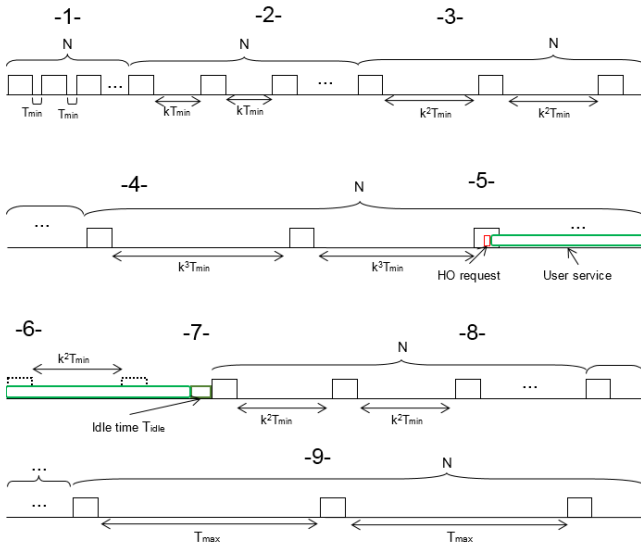 -1- -2- -3-
N N N
... ...
Tmin Tmin kTmin kTmin k²Tmin k²Tmin
-4- N -5-
... ...
k³Tmin k³Tmin HO request User service
-6- -7- -8-
k²Tmin N
...
Idle time Tidle k²Tmin k²Tmin
-9-
... N
...
Tmax Tmax